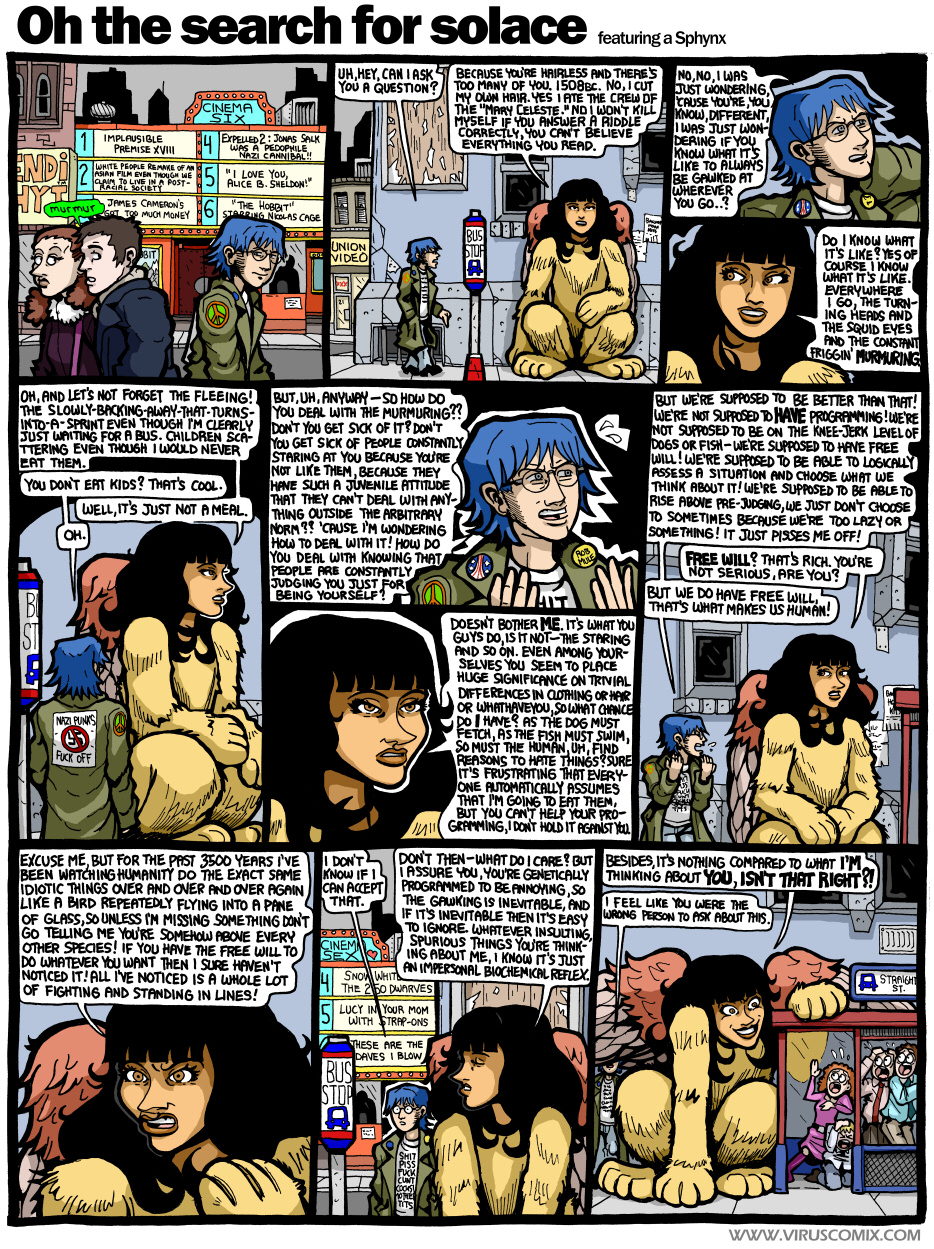 Oh the search for solace featuring a Sphynx
CINEMA
SIX
1 IMPLAUSIBLE
PREMISE XVIII
2 WHITE PEOPLE REMAKE OF AN
ASIAN FILM EVEN THOUGH WE
CLAIM TO LIVE IN A POST-
RACIAL SOCIETY
JAMES CAMERON'S
GOT TOO MUCH MONEY
4 EXPELLED 2: JONAS SALK
WAS A PEDOPHILE
NAZI CANNIBAL!!
5 "I LOVE YOU,
ALICE B. SHELDON!"
6 "THE HOBBIT"
STARRING NICOLAS CAGE
MURMUR
UH, HEY, CAN I ASK
YOU A QUESTION?
BECAUSE YOU'RE HAIRLESS AND THERE'S
TOO MANY OF YOU. 1508BC. NO, I CUT
MY OWN HAIR. YES I ATE THE CREW OF
THE "MARY CELESTE." NO I WON'T KILL
MYSELF IF YOU ANSWER A RIDDLE
CORRECTLY, YOU CAN'T BELIEVE
EVERYTHING YOU READ.
UNION
VIDEO
XXX
BUS
STOP
NO, NO, I WAS
JUST WONDERING,
'CAUSE YOU'RE, YOU
KNOW, DIFFERENT,
I WAS JUST WON-
DERING IF YOU
KNOW WHAT IT'S
LIKE TO ALWAYS
BE GAWKED AT
WHEREVER
YOU GO..?
DO I KNOW WHAT
IT'S LIKE? YES OF
COURSE I KNOW
WHAT IT'S LIKE.
EVERYWHERE
I GO, THE TURN-
ING HEADS AND
THE SQUID EYES
AND THE CONSTANT
FRIGGIN' MURMURING.
OH, AND LET'S NOT FORGET THE FLEEING!
THE SLOWLY-BACKING-AWAY-THAT-TURNS-
INTO-A-SPRINT EVEN THOUGH I'M CLEARLY
JUST WAITING FOR A BUS. CHILDREN SCA-
TTERING EVEN THOUGH I WOULD NEVER
EAT THEM.
YOU DON'T EAT KIDS? THAT'S COOL.
WELL, IT'S JUST NOT A MEAL.
OH.
NAZI PUNKS
FUCK OFF
BUT, UH, ANYWAY – SO HOW DO
YOU DEAL WITH THE MURMURING??
DON'T YOU GET SICK OF IT? DON'T
YOU GET SICK OF PEOPLE CONSTANTLY
STARING AT YOU BECAUSE YOU'RE
NOT LIKE THEM, BECAUSE THEY
HAVE SUCH A JUVENILE ATTITUDE
THAT THEY CAN'T DEAL WITH ANY-
THING OUTSIDE THE ARBITRARY
NORM?? 'CAUSE I'M WONDERING
HOW TO DEAL WITH IT! HOW DO
YOU DEAL WITH KNOWING THAT
PEOPLE ARE CONSTANTLY
JUDGING YOU JUST FOR
BEING YOURSELF?
ROB
MIKE
DOESN'T BOTHER ME. IT'S WHAT YOU
GUYS DO, IS IT NOT – THE STARING
AND SO ON. EVEN AMONG YOUR-
SELVES YOU SEEM TO PLACE
HUGE SIGNIFICANCE ON TRIVIAL
DIFFERENCES IN CLOTHING OR HAIR
OR WHATHAVEYOU, SO WHAT CHANCE
DO I HAVE? AS THE DOG MUST
FETCH, AS THE FISH MUST SWIM,
SO MUST THE HUMAN, UH, FIND
REASONS TO HATE THINGS? SURE
IT'S FRUSTRATING THAT EVERY-
ONE AUTOMATICALLY ASSUMES
THAT I'M GOING TO EAT THEM,
BUT YOU CAN'T HELP YOUR PRO-
GRAMMING, I DON'T HOLD IT AGAINST YOU.
BUT WE'RE SUPPOSED TO BE BETTER THAN THAT!
WE'RE NOT SUPPOSED TO HAVE PROGRAMMING! WE'RE
NOT SUPPOSED TO BE ON THE KNEE-JERK LEVEL OF
DOGS OR FISH – WE'RE SUPPOSED TO HAVE FREE
WILL! WE'RE SUPPOSED TO BE ABLE TO LOGICALLY
ASSESS A SITUATION AND CHOOSE WHAT WE
THINK ABOUT IT! WE'RE SUPPOSED TO BE ABLE TO
RISE ABOVE PRE-JUDGING, WE JUST DON'T CHOOSE
TO SOMETIMES BECAUSE WE'RE TOO LAZY OR
SOMETHING! IT JUST PISSES ME OFF!
FREE WILL? THAT'S RICH. YOU'RE
NOT SERIOUS, ARE YOU?
BUT WE DO HAVE FREE WILL,
THAT'S WHAT MAKES US HUMAN!
EXCUSE ME, BUT FOR THE PAST 3500 YEARS I'VE
BEEN WATCHING HUMANITY DO THE EXACT SAME
IDIOTIC THINGS OVER AND OVER AND OVER AGAIN
LIKE A BIRD REPEATEDLY FLYING INTO A PANE
OF GLASS, SO UNLESS I'M MISSING SOMETHING DON'T
GO TELLING ME YOU'RE SOMEHOW ABOVE EVERY
OTHER SPECIES! IF YOU HAVE THE FREE WILL TO
DO WHATEVER YOU WANT THEN I SURE HAVEN'T
NOTICED IT! ALL I'VE NOTICED IS A WHOLE LOT
OF FIGHTING AND STANDING IN LINES!
I DON'T
KNOW IF I
CAN ACCEPT
THAT.
DON'T THEN – WHAT DO I CARE? BUT
I ASSURE YOU, YOU'RE GENETICALLY
PROGRAMMED TO BE ANNOYING, SO
THE GAWKING IS INEVITABLE, AND
IF IT'S INEVITABLE THEN IT'S EASY
TO IGNORE. WHATEVER INSULTING,
SPURIOUS THINGS YOU'RE THINK-
ING ABOUT ME, I KNOW IT'S JUST
AN IMPERSONAL BIOCHEMICAL REFLEX.
CINEMA
SEX
4 SNOW WHITE
THE 260 DWARVES
5 LUCY IN YOUR MOM
WITH STRAP-ONS
THESE ARE THE
DAVES I BLOW
BUS
STOP
SHIT
PISS
FUCK
CUNT
COCKS
MOTHE
TITS
BESIDES, IT'S NOTHING COMPARED TO WHAT I'M
THINKING ABOUT YOU, ISN'T THAT RIGHT?!
I FEEL LIKE YOU WERE THE
WRONG PERSON TO ASK ABOUT THIS.
STRAIGHT
ST.
WWW.VIRUSCOMIX.COM